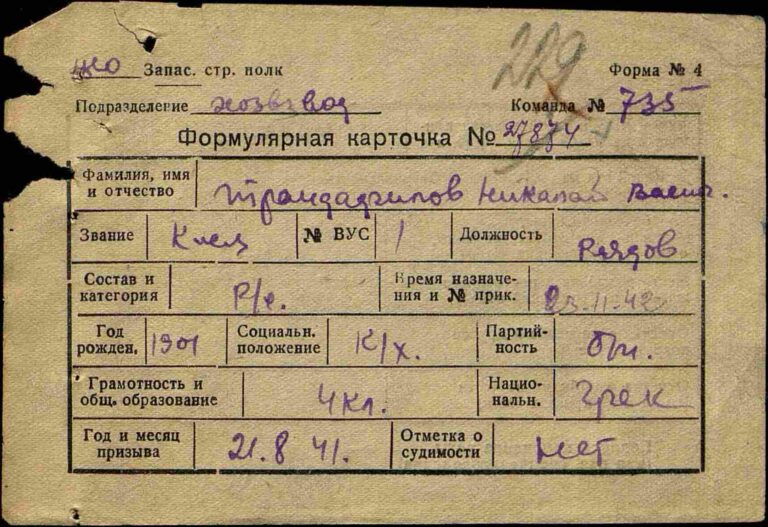 Запас. стр. полк
Форма № 4
229
Подразделение хозвзвод
Команда № 735
Формулярная карточка № 27874
Фамилия, имя и отчество Трандафилов Николай Васил.
Звание
№ ВУС 1
Должность Рядов
Состав и категория Р/с.
Время назначения и № прик. 23-11-42
Год рожден. 1901
Социальн. положение К/х.
Партийность бп.
Грамотность и общ. образование 4 кл.
Национальн. грек
Год и месяц призыва 21.8 41.
Отметка о судимости Нет